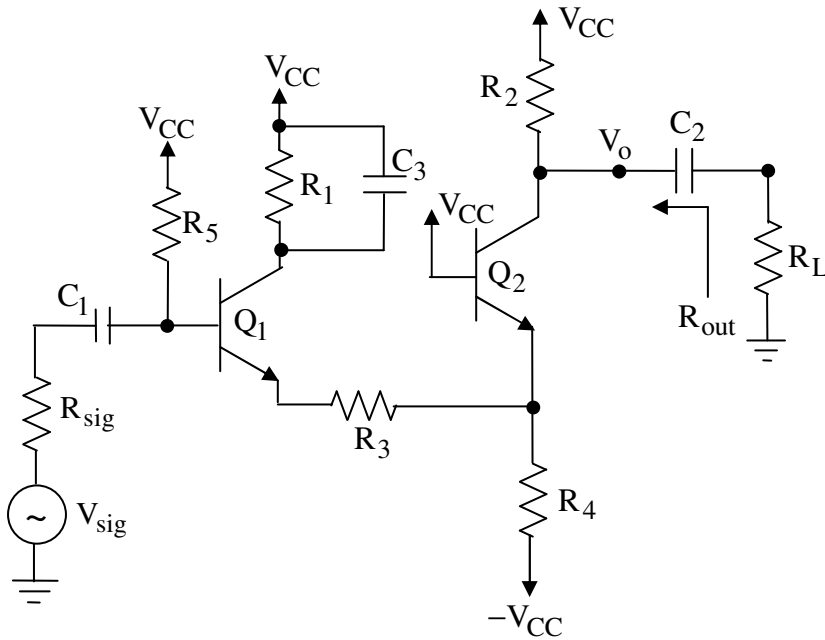 V_CC
R_2
V_CC
C_2
V_o
V_CC
C_3
R_1
V_CC
R_5
Q_2
R_L
C_1
Q_1
R_out
R_sig
R_3
R_4
~
V_sig
−V_CC